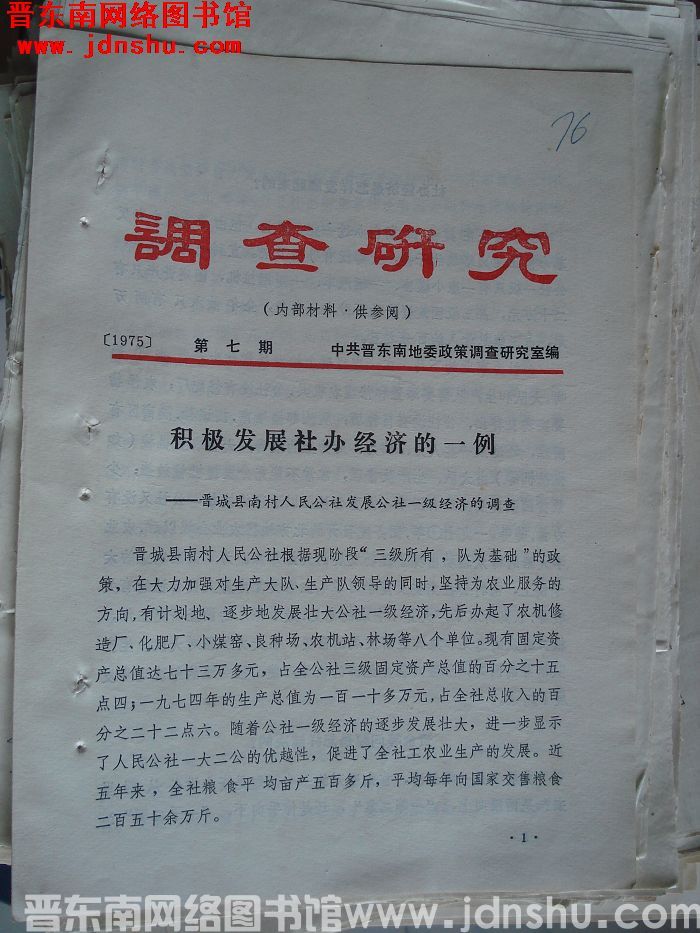 晋东南网络图书馆
www.jdnshu.com
76
調查研究
(内部材料·供参阅)
〔1975〕 第七期 中共晋东南地委政策调查研究室编
积极发展社办经济的一例
——晋城县南村人民公社发展公社一级经济的调查
晋城县南村人民公社根据现阶段“三级所有，队为基础”的政
策，在大力加强对生产大队、生产队领导的同时，坚持为农业服务的
方向，有计划地、逐步地发展壮大公社一级经济，先后办起了农机修
造厂、化肥厂、小煤窑、良种场、农机站、林场等八个单位。现有固定资
产总值达七十三万多元，占全公社三级固定资产总值的百分之十五
点四；一九七四年的生产总值为一百一十多万元，占全社总收入的百
分之二十二点六。随着公社一级经济的逐步发展壮大，进一步显示
了人民公社一大二公的优越性，促进了全社工农业生产的发展。近
五年来，全社粮食平均亩产五百多斤，平均每年向国家交售粮食
二百五十余万斤。
·1·
晋东南网络图书馆 www.jdnshu.com